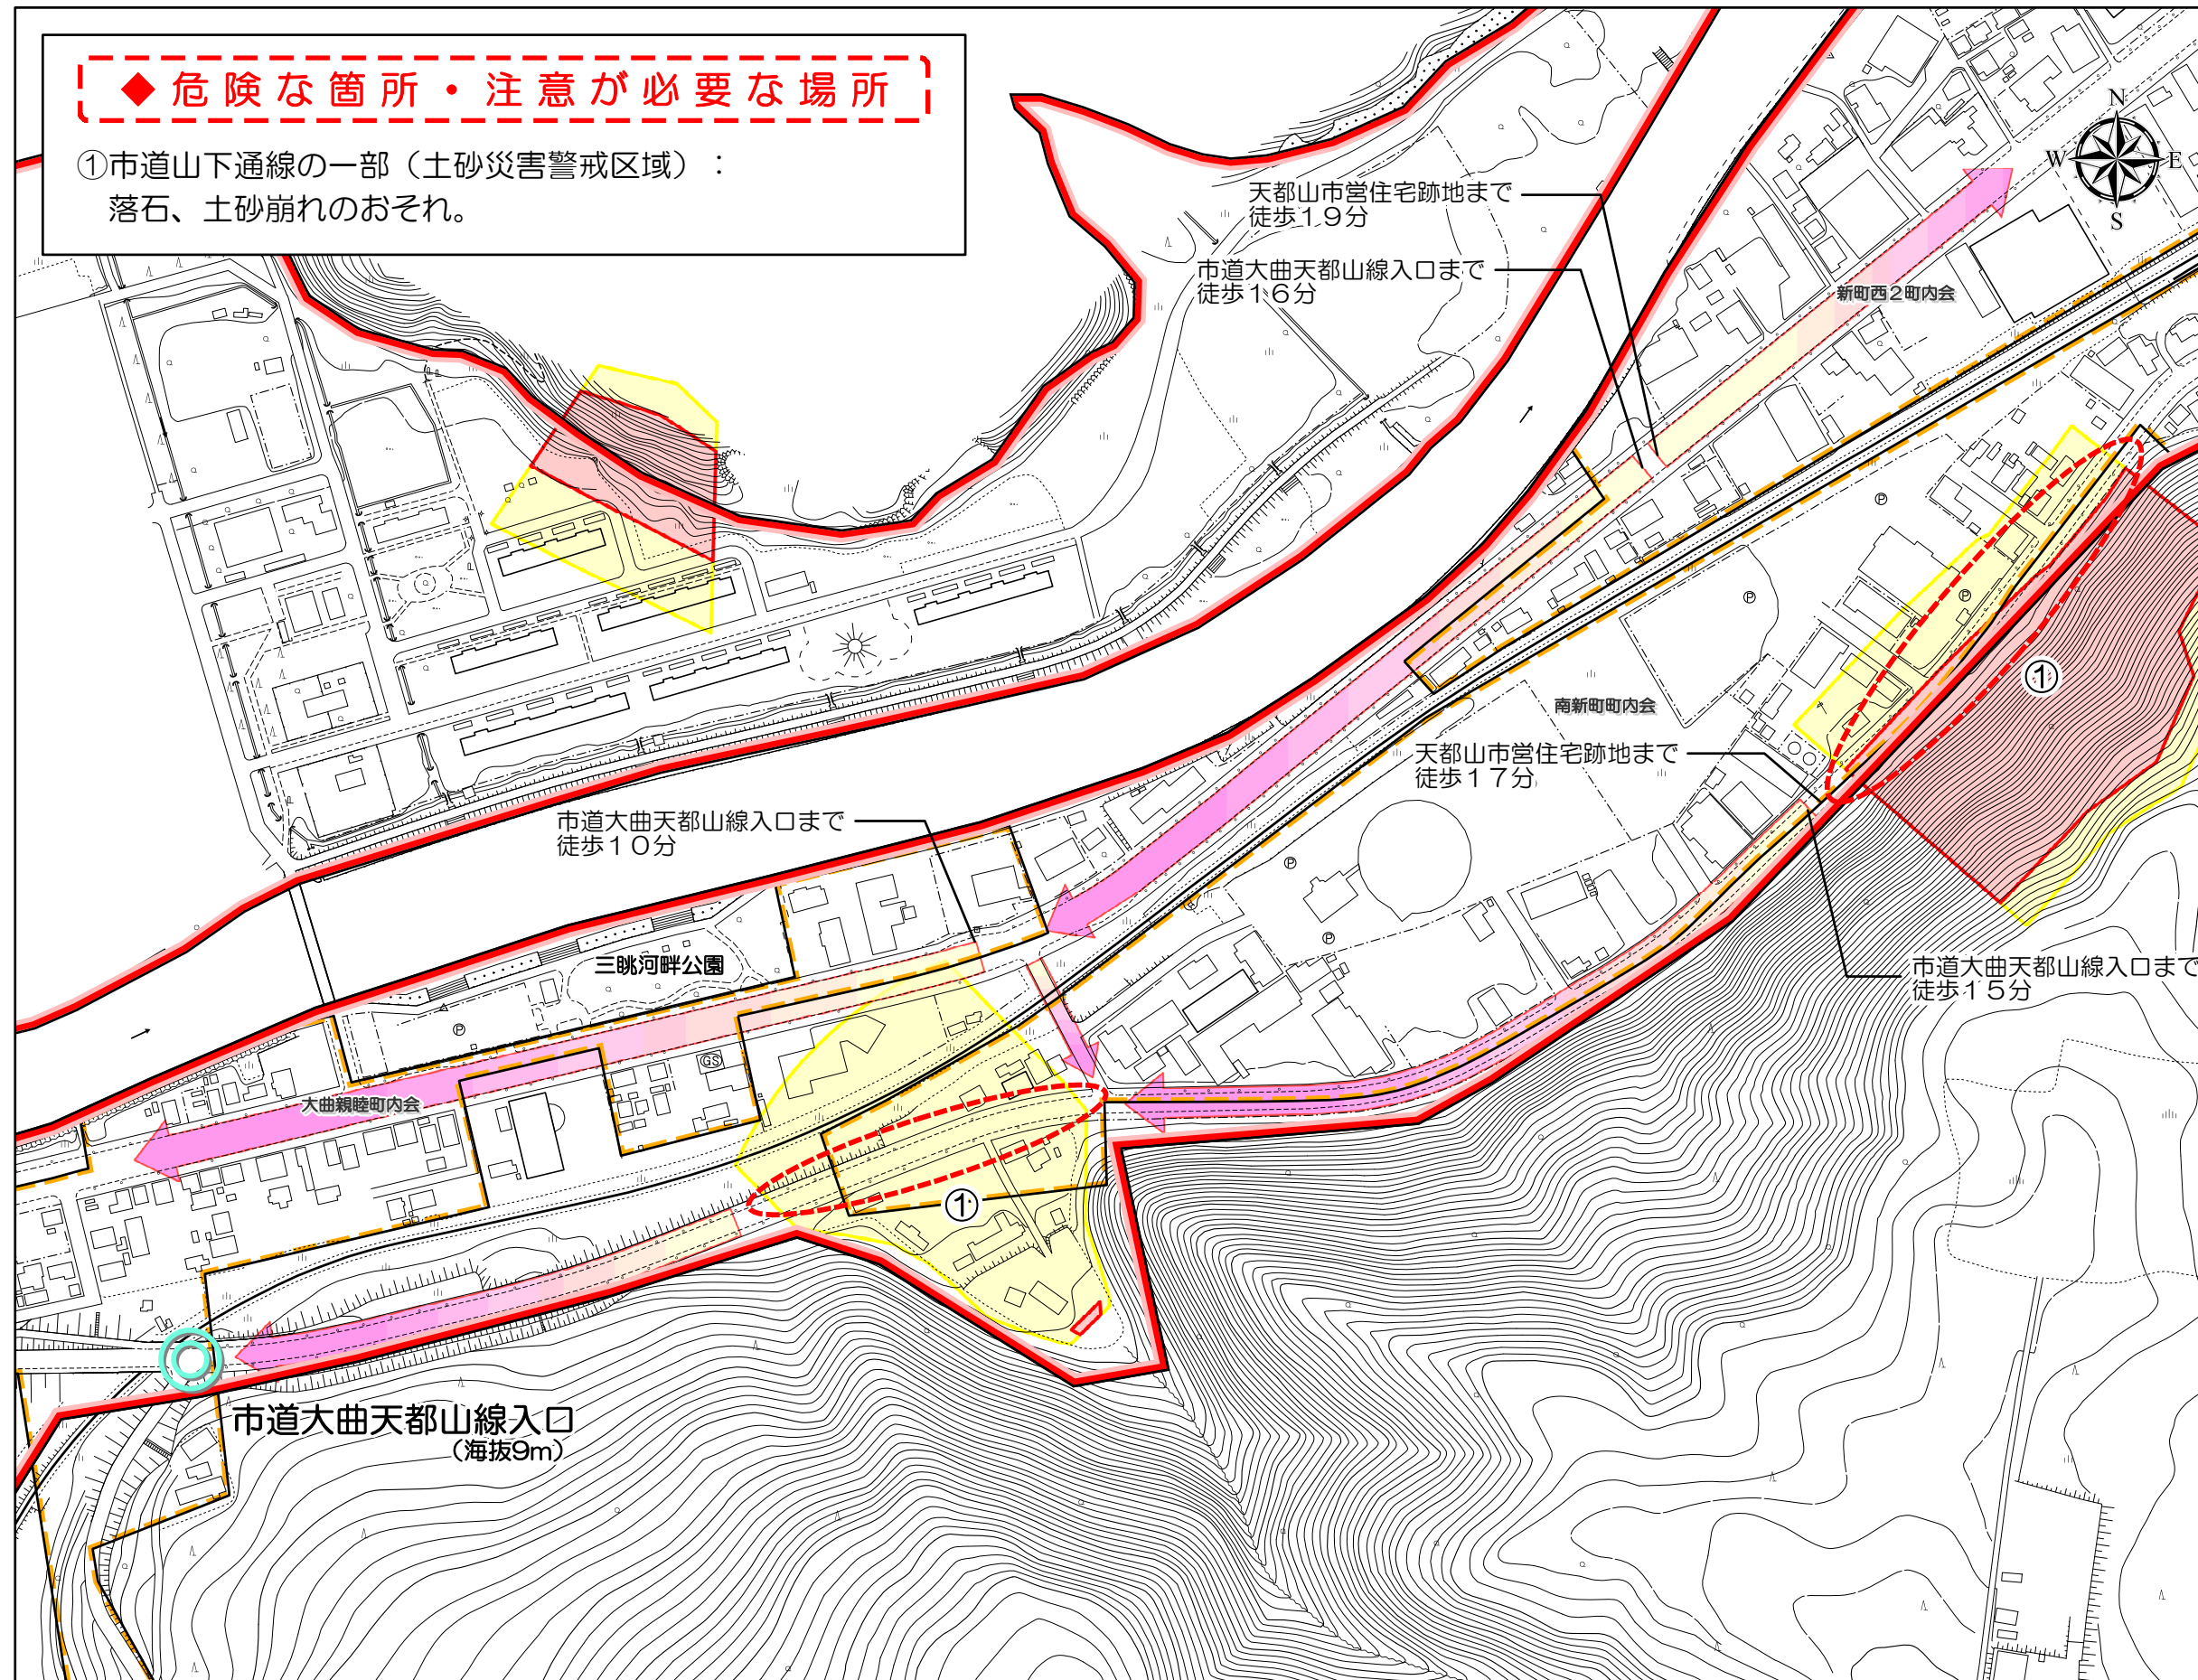 ◆危険な箇所・注意が必要な場所
①市道山下通線の一部（土砂災害警戒区域）：
落石、土砂崩れのおそれ。
N
W
E
S
天都山市営住宅跡地まで
徒歩19分
市道大曲天都山線入口まで
徒歩16分
新町西2町内会
①
南新町町内会
天都山市営住宅跡地まで
徒歩17分
市道大曲天都山線入口まで
徒歩10分
三眺河畔公園
市道大曲天都山線入口まで
徒歩15分
GS
大曲親睦町内会
①
市道大曲天都山線入口
（海抜9m）
P
P
P
P
P
P